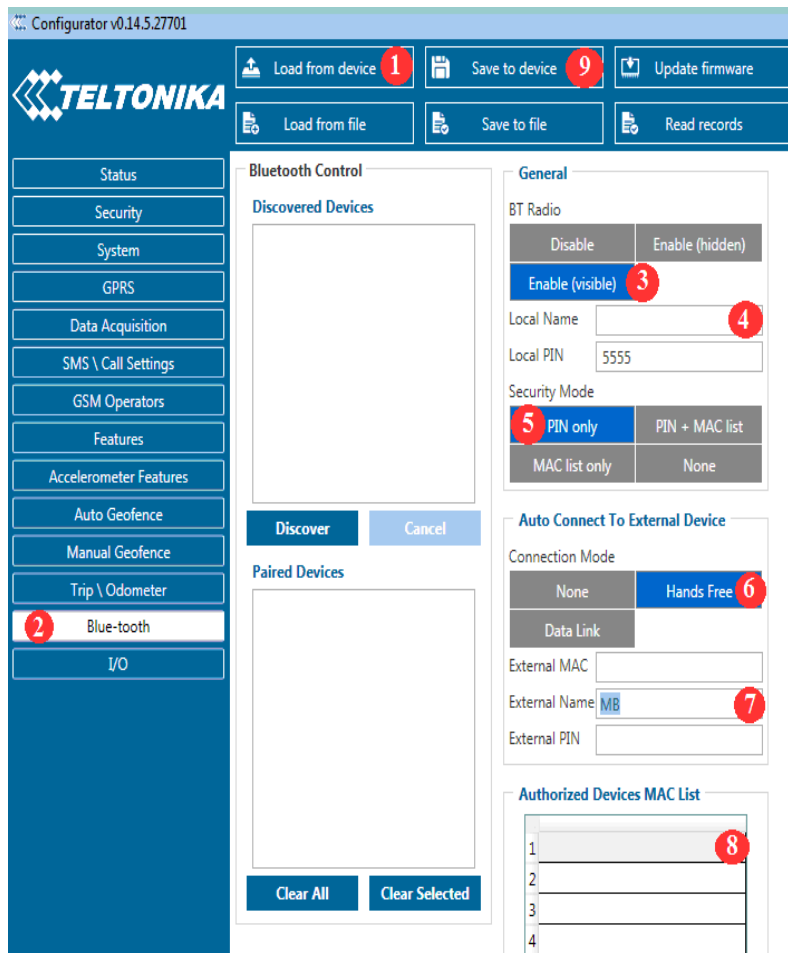 Configurator v0.14.5.27701
TELTONIKA
Load from device 1
Save to device 9
Update firmware
Load from file
Save to file
Read records
Status
Security
System
GPRS
Data Acquisition
SMS \ Call Settings
GSM Operators
Features
Accelerometer Features
Auto Geofence
Manual Geofence
Trip \ Odometer
2 Blue-tooth
I/O
Bluetooth Control
Discovered Devices
Discover
Cancel
Paired Devices
Clear All
Clear Selected
General
BT Radio
Disable
Enable (hidden)
Enable (visible) 3
Local Name 4
Local PIN 5555
Security Mode
5 PIN only
PIN + MAC list
MAC list only
None
Auto Connect To External Device
Connection Mode
None
Hands Free 6
Data Link
External MAC
External Name MB 7
External PIN
Authorized Devices MAC List
1 8
2
3
4